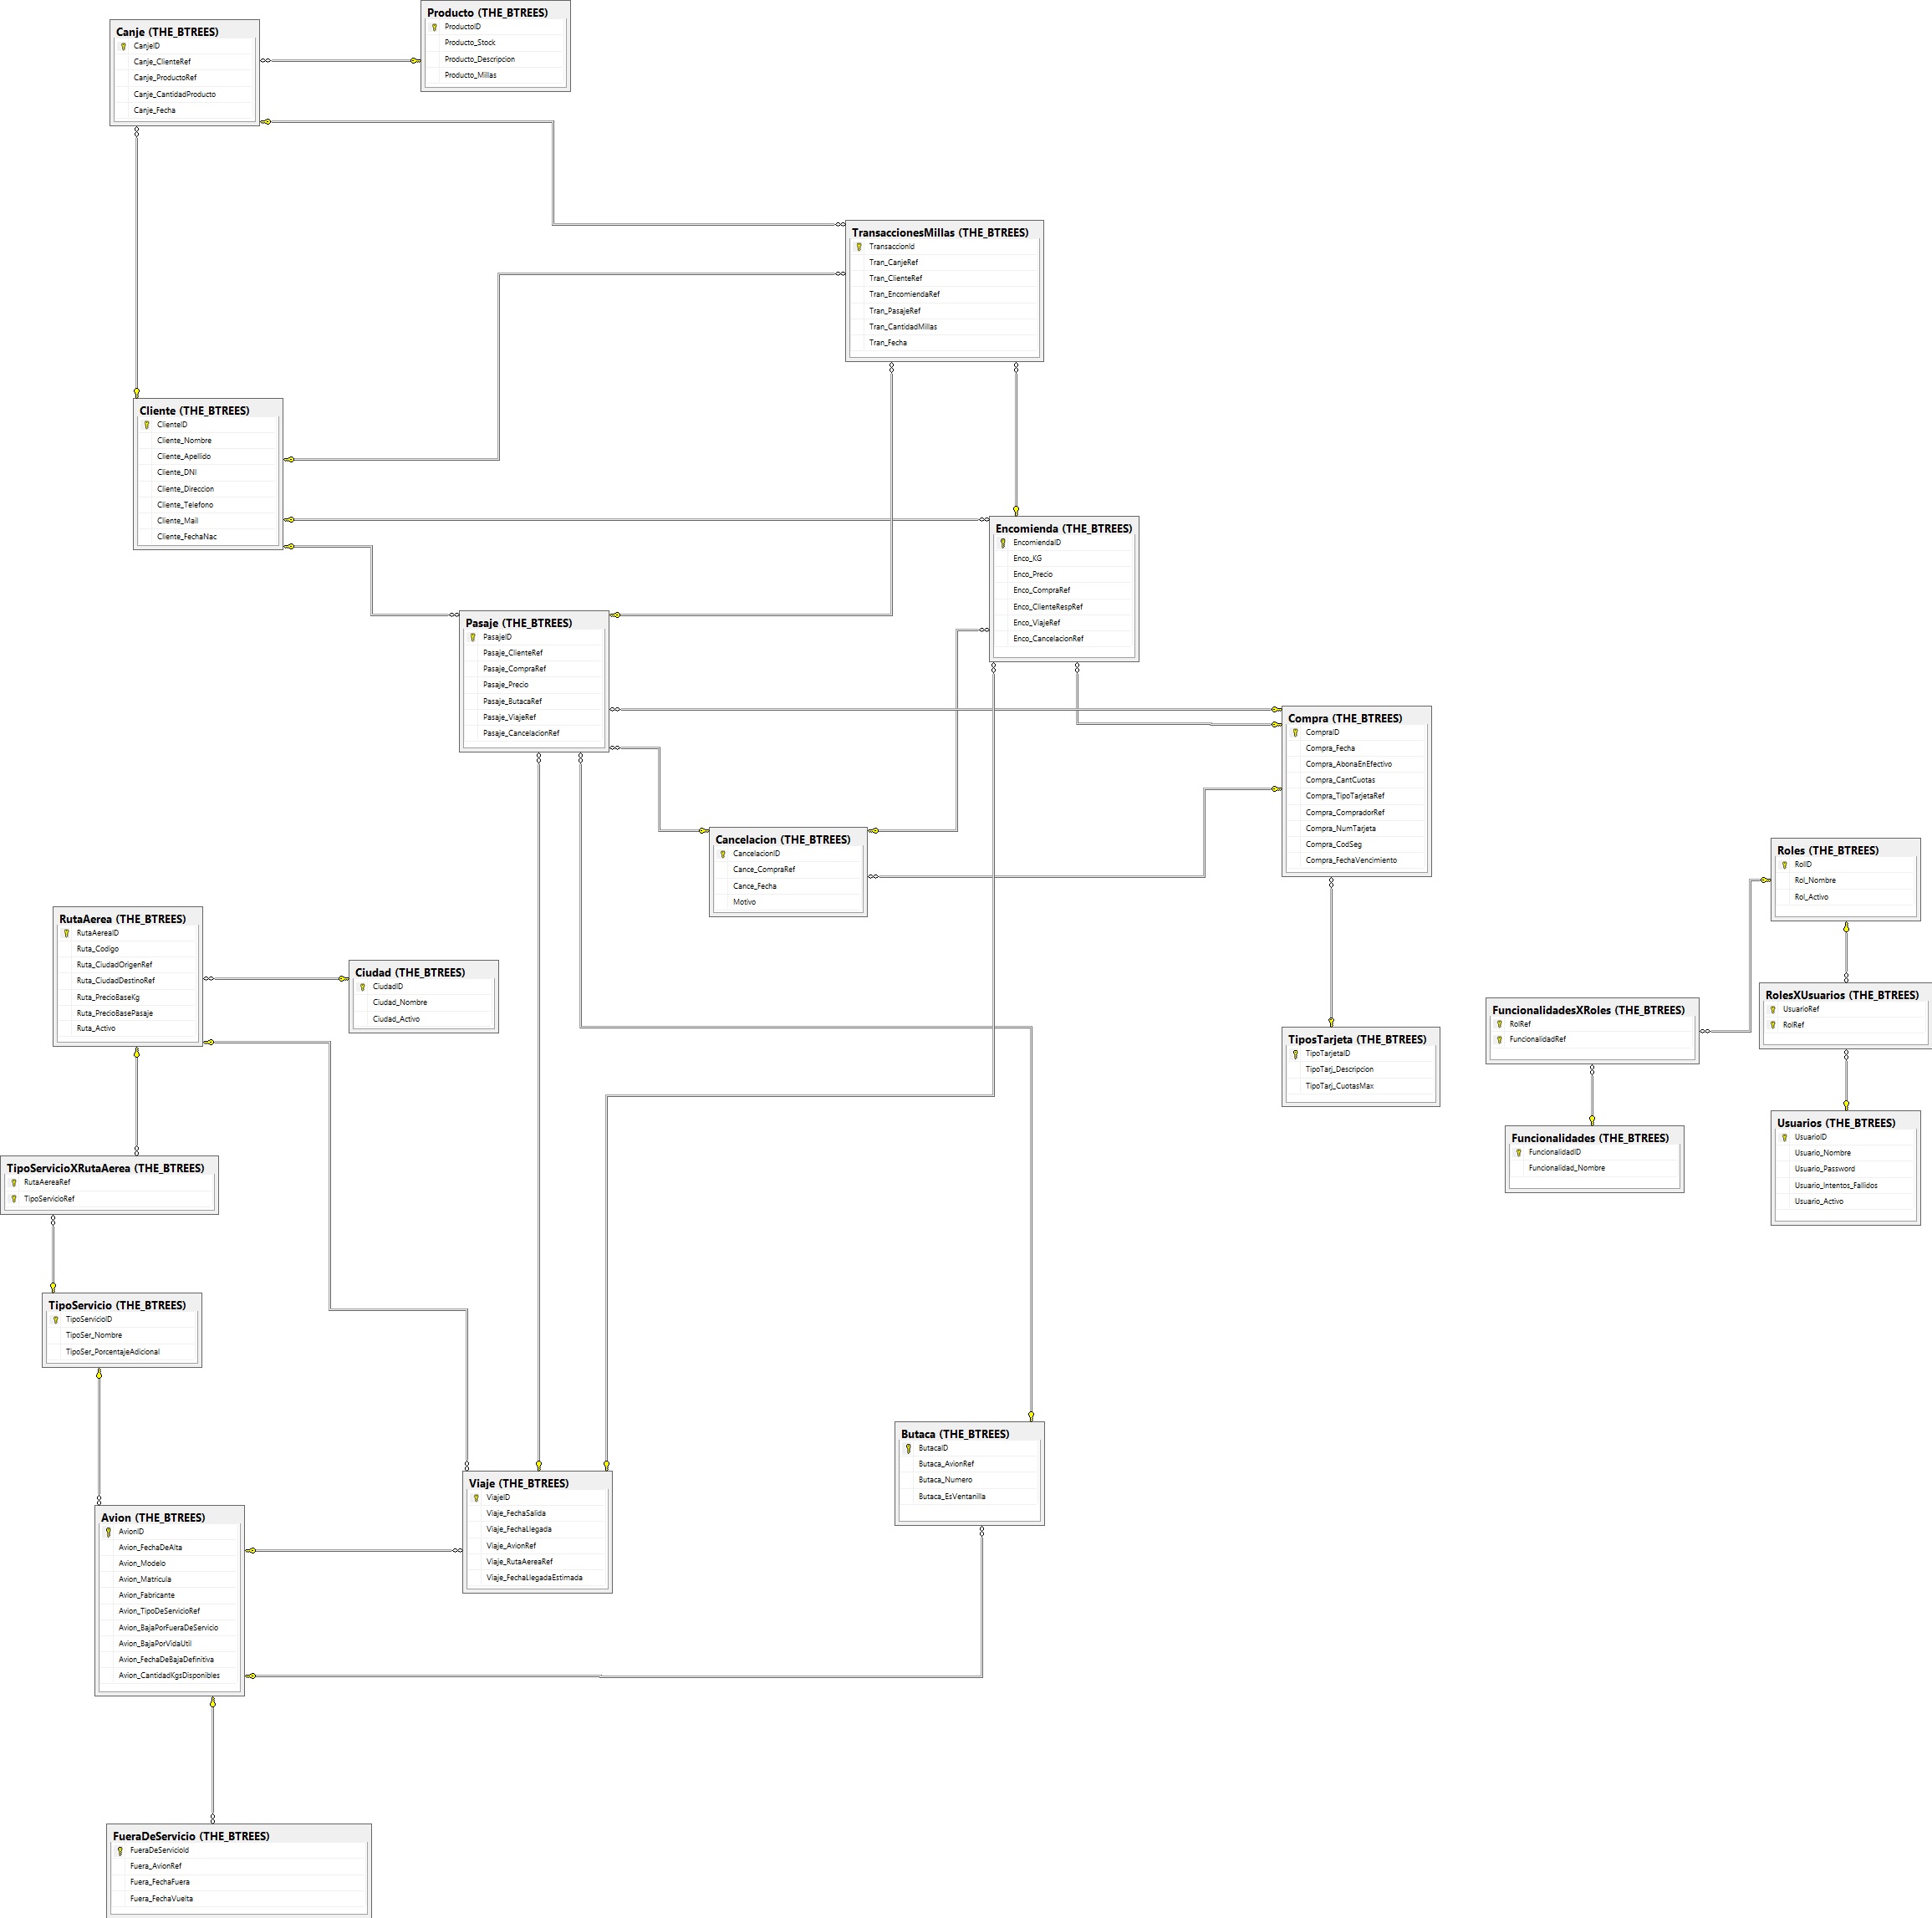 Canje (THE_BTREES)
CanjeID
Canje_ClienteRef
Canje_ProductoRef
Canje_CantidadProducto
Canje_Fecha
Producto (THE_BTREES)
ProductoID
Producto_Stock
Producto_Descripcion
Producto_Millas
TransaccionesMillas (THE_BTREES)
TransaccionId
Tran_CanjeRef
Tran_ClienteRef
Tran_EncomiendaRef
Tran_PasajeRef
Tran_CantidadMillas
Tran_Fecha
Cliente (THE_BTREES)
ClienteID
Cliente_Nombre
Cliente_Apellido
Cliente_DNI
Cliente_Direccion
Cliente_Telefono
Cliente_Mail
Cliente_FechaNac
Encomienda (THE_BTREES)
EncomiendaID
Enco_KG
Enco_Precio
Enco_CompraRef
Enco_ClienteRespRef
Enco_ViajeRef
Enco_CancelacionRef
Pasaje (THE_BTREES)
PasajeID
Pasaje_ClienteRef
Pasaje_CompraRef
Pasaje_Precio
Pasaje_ButacaRef
Pasaje_ViajeRef
Pasaje_CancelacionRef
Compra (THE_BTREES)
CompraID
Compra_Fecha
Compra_AbonaEnEfectivo
Compra_CantCuotas
Compra_TipoTarjetaRef
Compra_CompradorRef
Compra_NumTarjeta
Compra_CodSeg
Compra_FechaVencimiento
Cancelacion (THE_BTREES)
CancelacionID
Cance_CompraRef
Cance_Fecha
Motivo
Roles (THE_BTREES)
RolID
Rol_Nombre
Rol_Activo
RutaAerea (THE_BTREES)
RutaAereaID
Ruta_Codigo
Ruta_CiudadOrigenRef
Ruta_CiudadDestinoRef
Ruta_PrecioBaseKg
Ruta_PrecioBasePasaje
Ruta_Activo
Ciudad (THE_BTREES)
CiudadID
Ciudad_Nombre
Ciudad_Activo
RolesXUsuarios (THE_BTREES)
UsuarioRef
RolRef
FuncionalidadesXRoles (THE_BTREES)
RolRef
FuncionalidadRef
TiposTarjeta (THE_BTREES)
TipoTarjetaID
TipoTarj_Descripcion
TipoTarj_CuotasMax
Usuarios (THE_BTREES)
UsuarioID
Usuario_Nombre
Usuario_Password
Usuario_Intentos_Fallidos
Usuario_Activo
Funcionalidades (THE_BTREES)
FuncionalidadID
Funcionalidad_Nombre
TipoServicioXRutaAerea (THE_BTREES)
RutaAereaRef
TipoServicioRef
TipoServicio (THE_BTREES)
TipoServicioID
TipoSer_Nombre
TipoSer_PorcentajeAdicional
Butaca (THE_BTREES)
ButacaID
Butaca_AvionRef
Butaca_Numero
Butaca_EsVentanilla
Viaje (THE_BTREES)
ViajeID
Viaje_FechaSalida
Viaje_FechaLlegada
Viaje_AvionRef
Viaje_RutaAereaRef
Viaje_FechaLlegadaEstimada
Avion (THE_BTREES)
AvionID
Avion_FechaDeAlta
Avion_Modelo
Avion_Matricula
Avion_Fabricante
Avion_TipoDeServicioRef
Avion_BajaPorFueraDeServicio
Avion_BajaPorVidaUtil
Avion_FechaDeBajaDefinitiva
Avion_CantidadKgsDisponibles
FueraDeServicio (THE_BTREES)
FueraDeServicioId
Fuera_AvionRef
Fuera_FechaFuera
Fuera_FechaVuelta